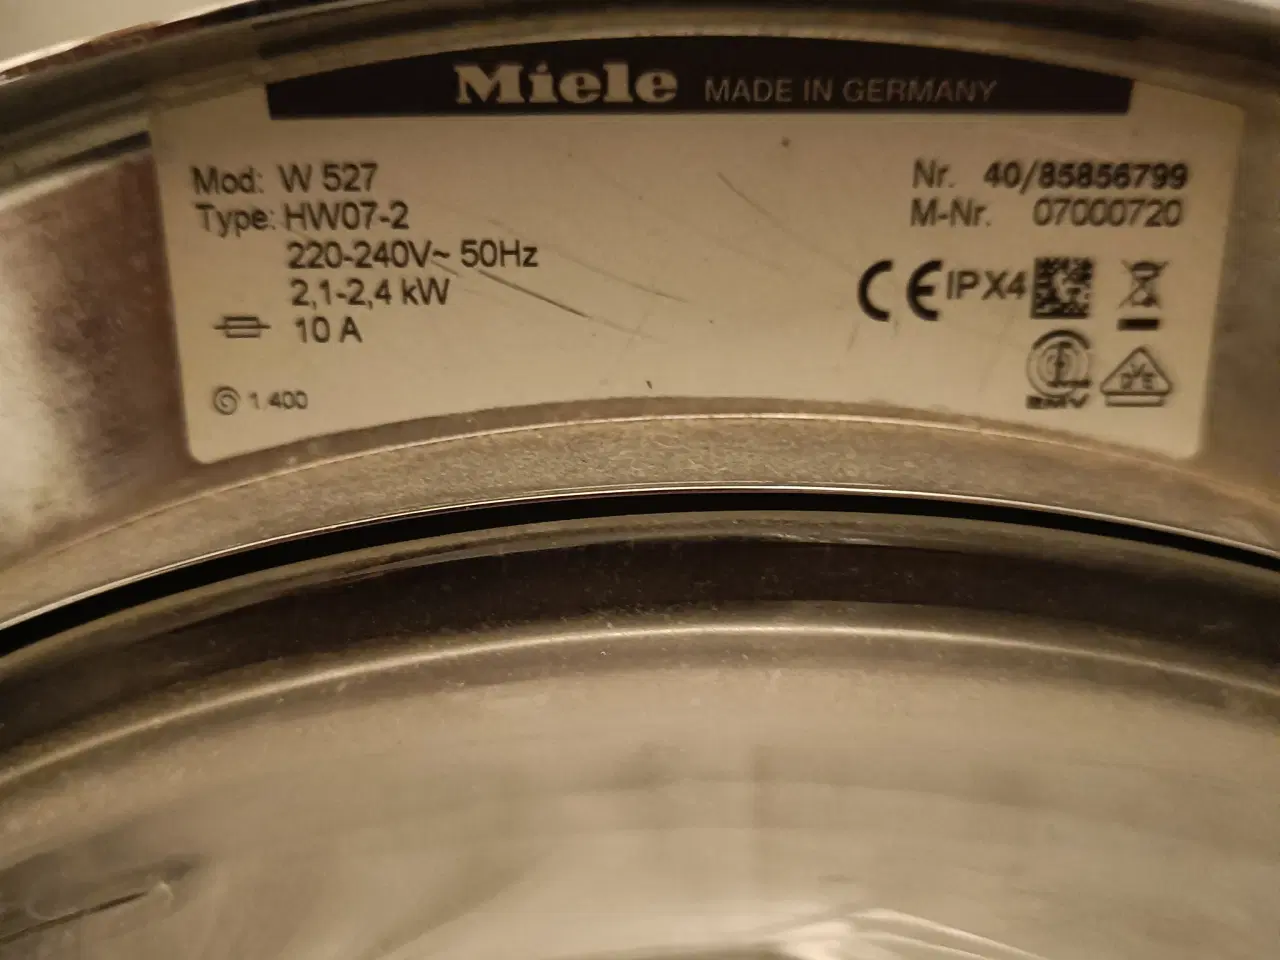 Miele MADE IN GERMANY
Mod: W 527
Type: HW07-2
220-240V~ 50Hz
2,1-2,4 kW
10 A
1 400
Nr. 40/85856799
M-Nr. 07000720
CE IPX4